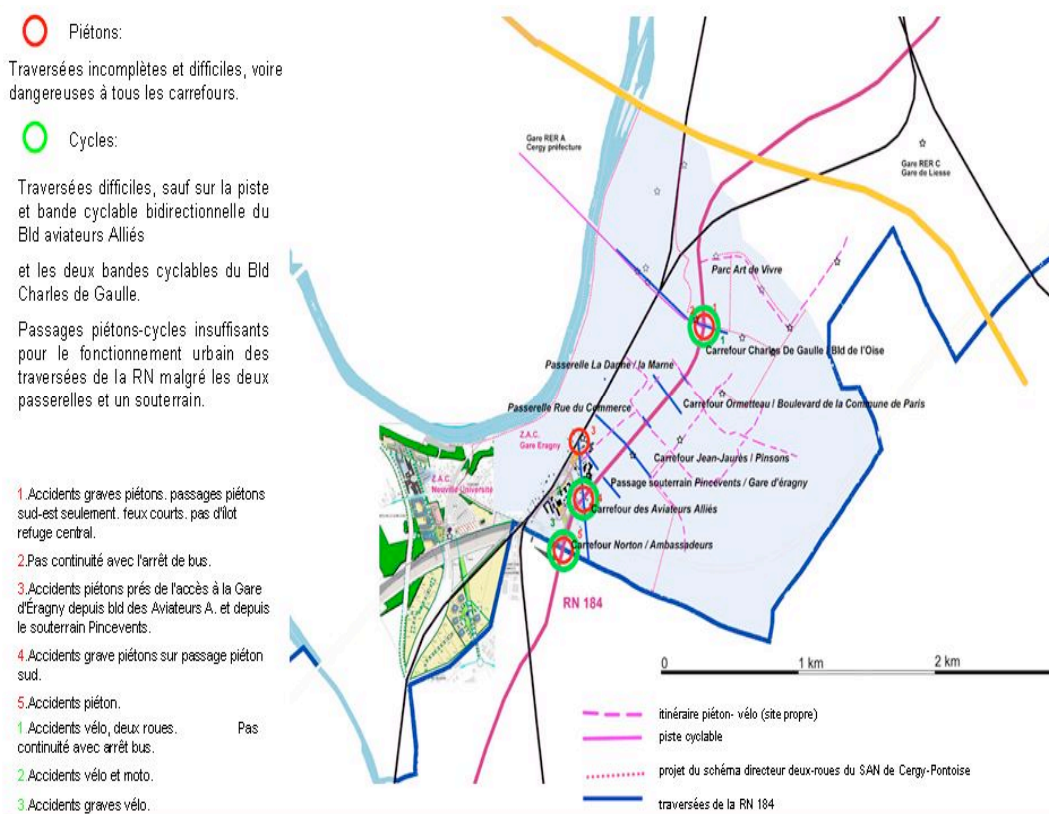 Piétons:
Traversées incomplètes et difficiles, voire
dangereuses à tous les carrefours.
Cycles:
Traversées difficiles, sauf sur la piste
et bande cyclable bidirectionnelle du
Bld aviateurs Alliés
et les deux bandes cyclables du Bld
Charles de Gaulle.
Passages piétons-cycles insuffisants
pour le fonctionnement urbain des
traversées de la RN malgré les deux
passerelles et un souterrain.
1.Accidents graves piétons. passages piétons
sud-est seulement. feux courts. pas d'îlot
refuge central.
2.Pas continuité avec l'arrêt de bus.
3.Accidents piétons prés de l'accès à la Gare
d'Éragny depuis bld des Aviateurs A. et depuis
le souterrain Pincevents.
4.Accidents grave piétons sur passage piéton
sud.
5.Accidents piéton.
1.Accidents vélo, deux roues. Pas
continuité avec arrêt bus.
2.Accidents vélo et moto.
3.Accidents graves vélo.
Gare RER A
Cergy préfecture
Gare RER C
Gare de Liesse
Parc Art de Vivre
2
1
1
Carrefour Charles De Gaulle / Bld de l'Oise
Passerelle La Danne / la Marne
Carrefour Ormetteau / Boulevard de la Commune de Paris
Passerelle Rue du Commerce
Z.A.C.
Gare Eragny
3
Carrefour Jean-Jaurès / Pinsons
Z.A.C.
Neuville Université
Passage souterrain Pincevents / Gare d'éragny
Carrefour des Aviateurs Alliés
3
5
Carrefour Norton / Ambassadeurs
RN 184
0
1 km
2 km
itinéraire piéton- vélo (site propre)
piste cyclable
projet du schéma directeur deux-roues du SAN de Cergy-Pontoise
traversées de la RN 184